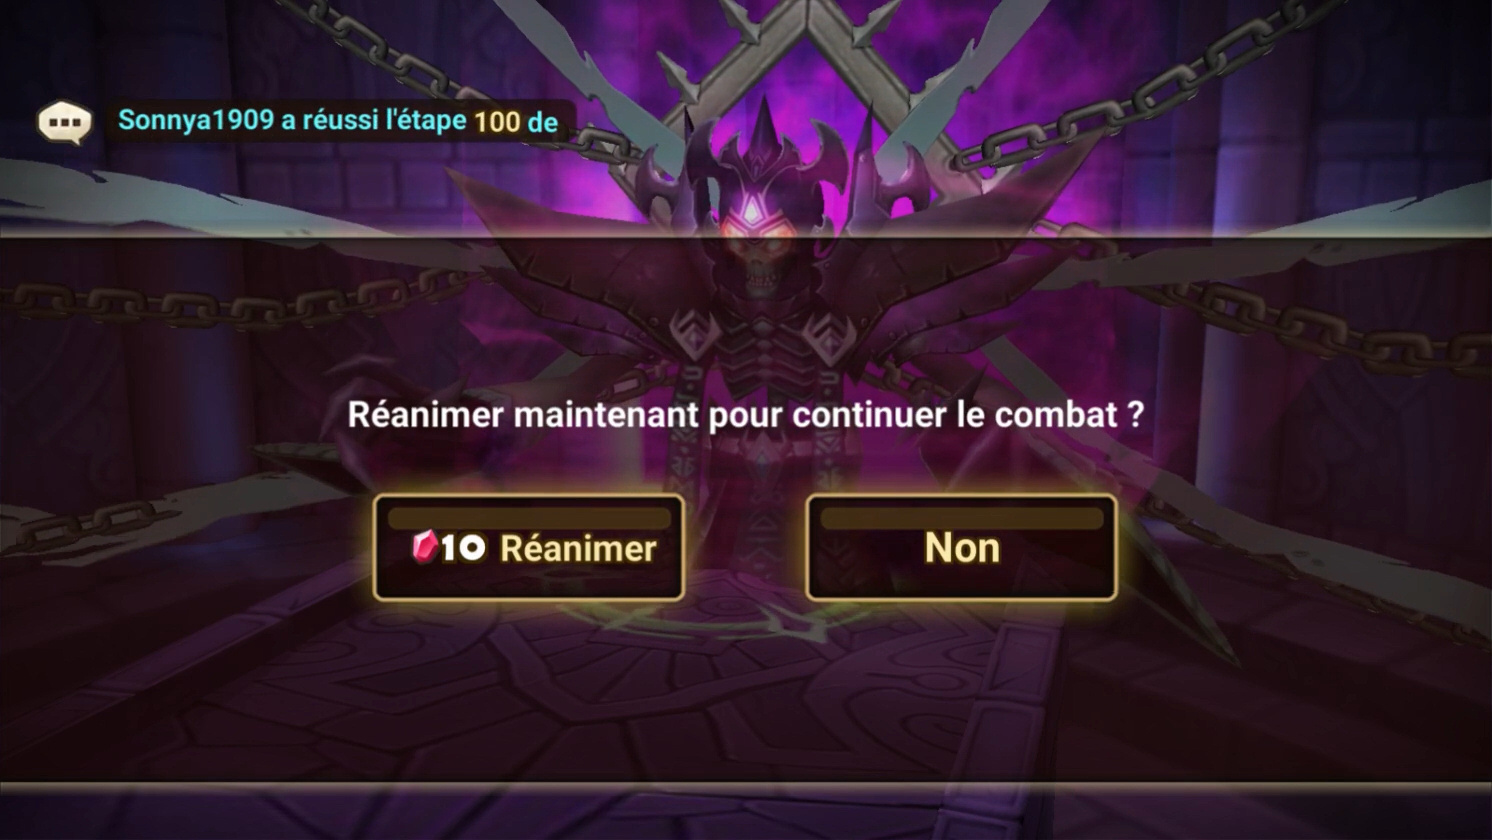 Sonnya1909 a réussi l'étape 100 de
Réanimer maintenant pour continuer le combat ?
10 Réanimer
Non